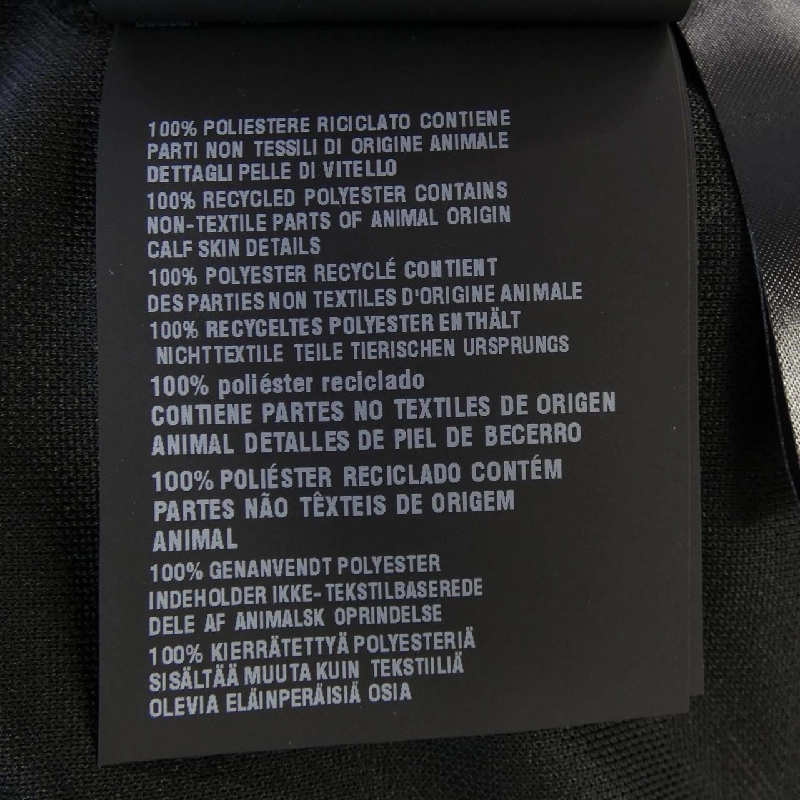 100% POLIESTERE RICICLATO CONTIENE
PARTI NON TESSILI DI ORIGINE ANIMALE
DETTAGLI PELLE DI VITELLO
100% RECYCLED POLYESTER CONTAINS
NON-TEXTILE PARTS OF ANIMAL ORIGIN
CALF SKIN DETAILS
100% POLYESTER RECYCLÉ CONTIENT
DES PARTIES NON TEXTILES D'ORIGINE ANIMALE
100% RECYCELTES POLYESTER ENTHÄLT
NICHTTEXTILE TEILE TIERISCHEN URSPRUNGS
100% poliéster reciclado
CONTIENE PARTES NO TEXTILES DE ORIGEN
ANIMAL DETALLES DE PIEL DE BECERRO
100% POLIÉSTER RECICLADO CONTÉM
PARTES NÃO TÊXTEIS DE ORIGEM
ANIMAL
100% GENANVENDT POLYESTER
INDEHOLDER IKKE-TEKSTILBASEREDE
DELE AF ANIMALSK OPRINDELSE
100% KIERRÄTETTYÄ POLYESTERIÄ
SISÄLTÄÄ MUUTA KUIN TEKSTIILIÄ
OLEVIA ELÄINPERÄISIÄ OSIA